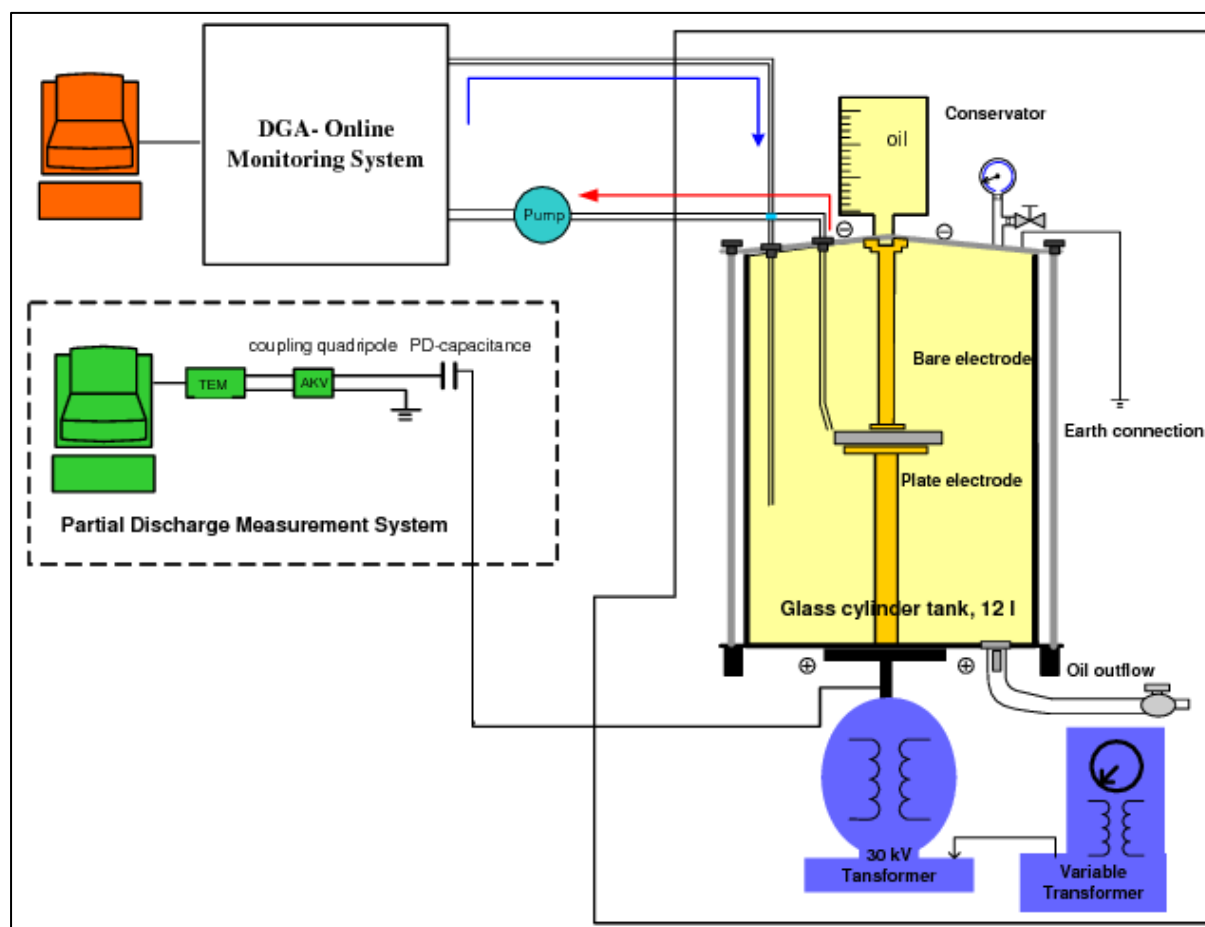 DGA- Online
Monitoring System
Pump
oil
Conservator
coupling quadripole PD-capacitance
TEM
AKV
Partial Discharge Measurement System
Bare electrode
Earth connection
Plate electrode
Glass cylinder tank, 12 l
Oil outflow
30 kV
Tansformer
Variable
Transformer